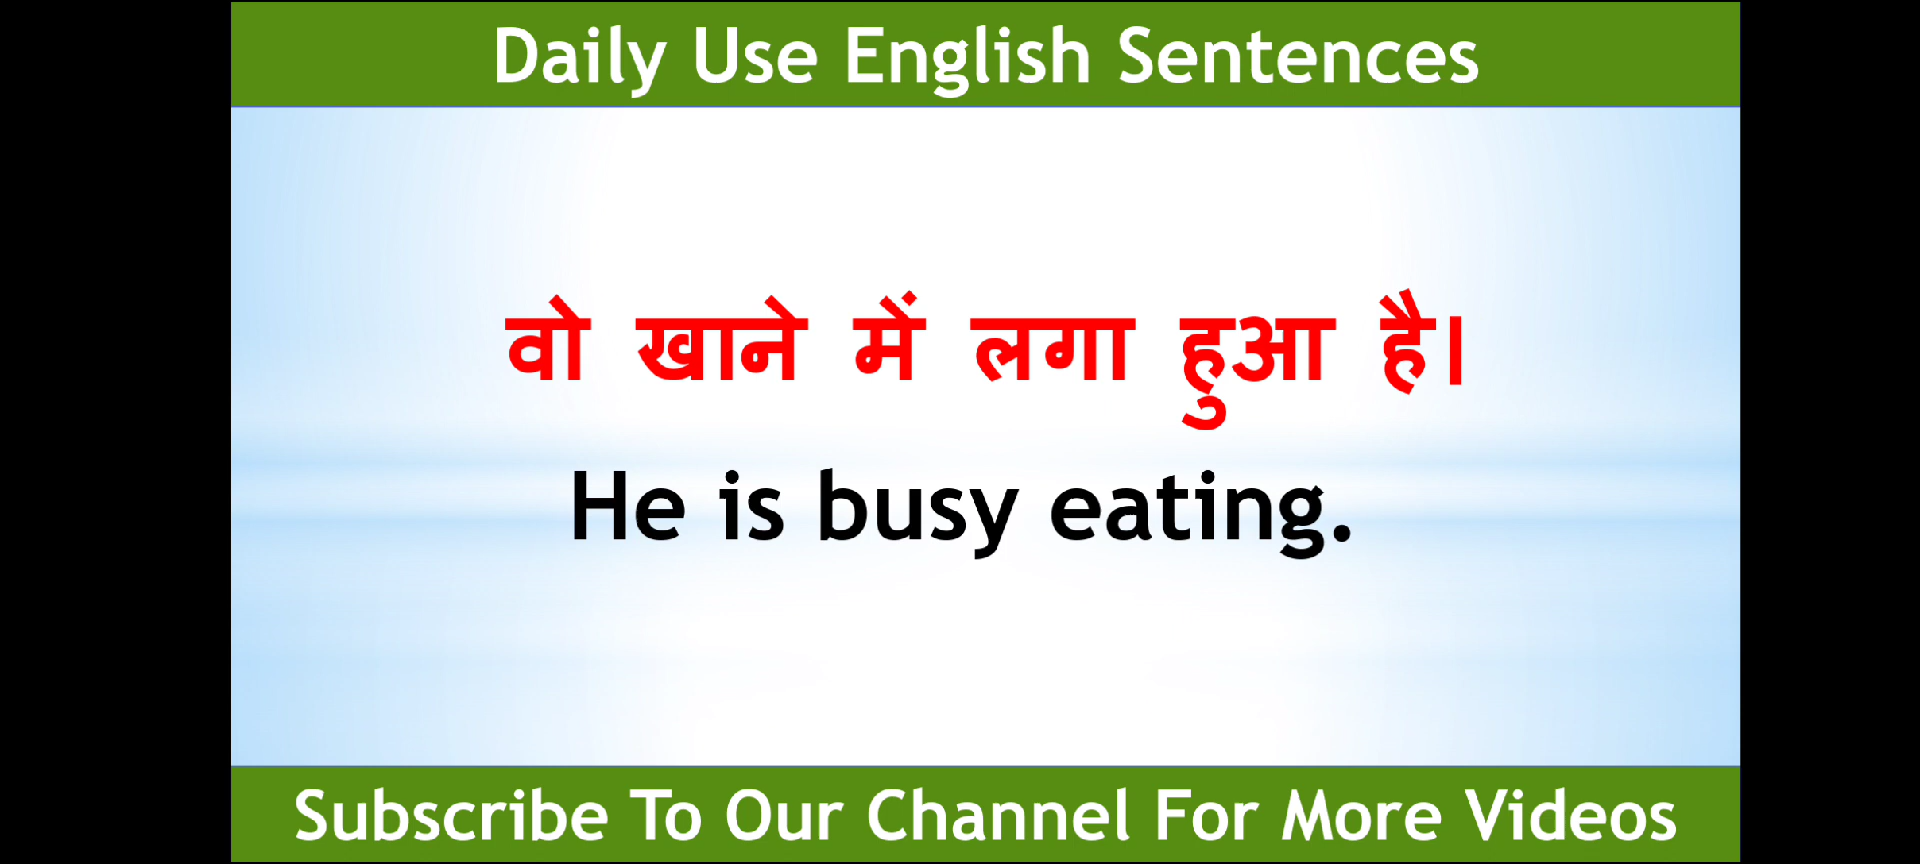 Daily Use English Sentences
वो खाने में लगा हुआ है।
He is busy eating.
Subscribe To Our Channel For More Videos